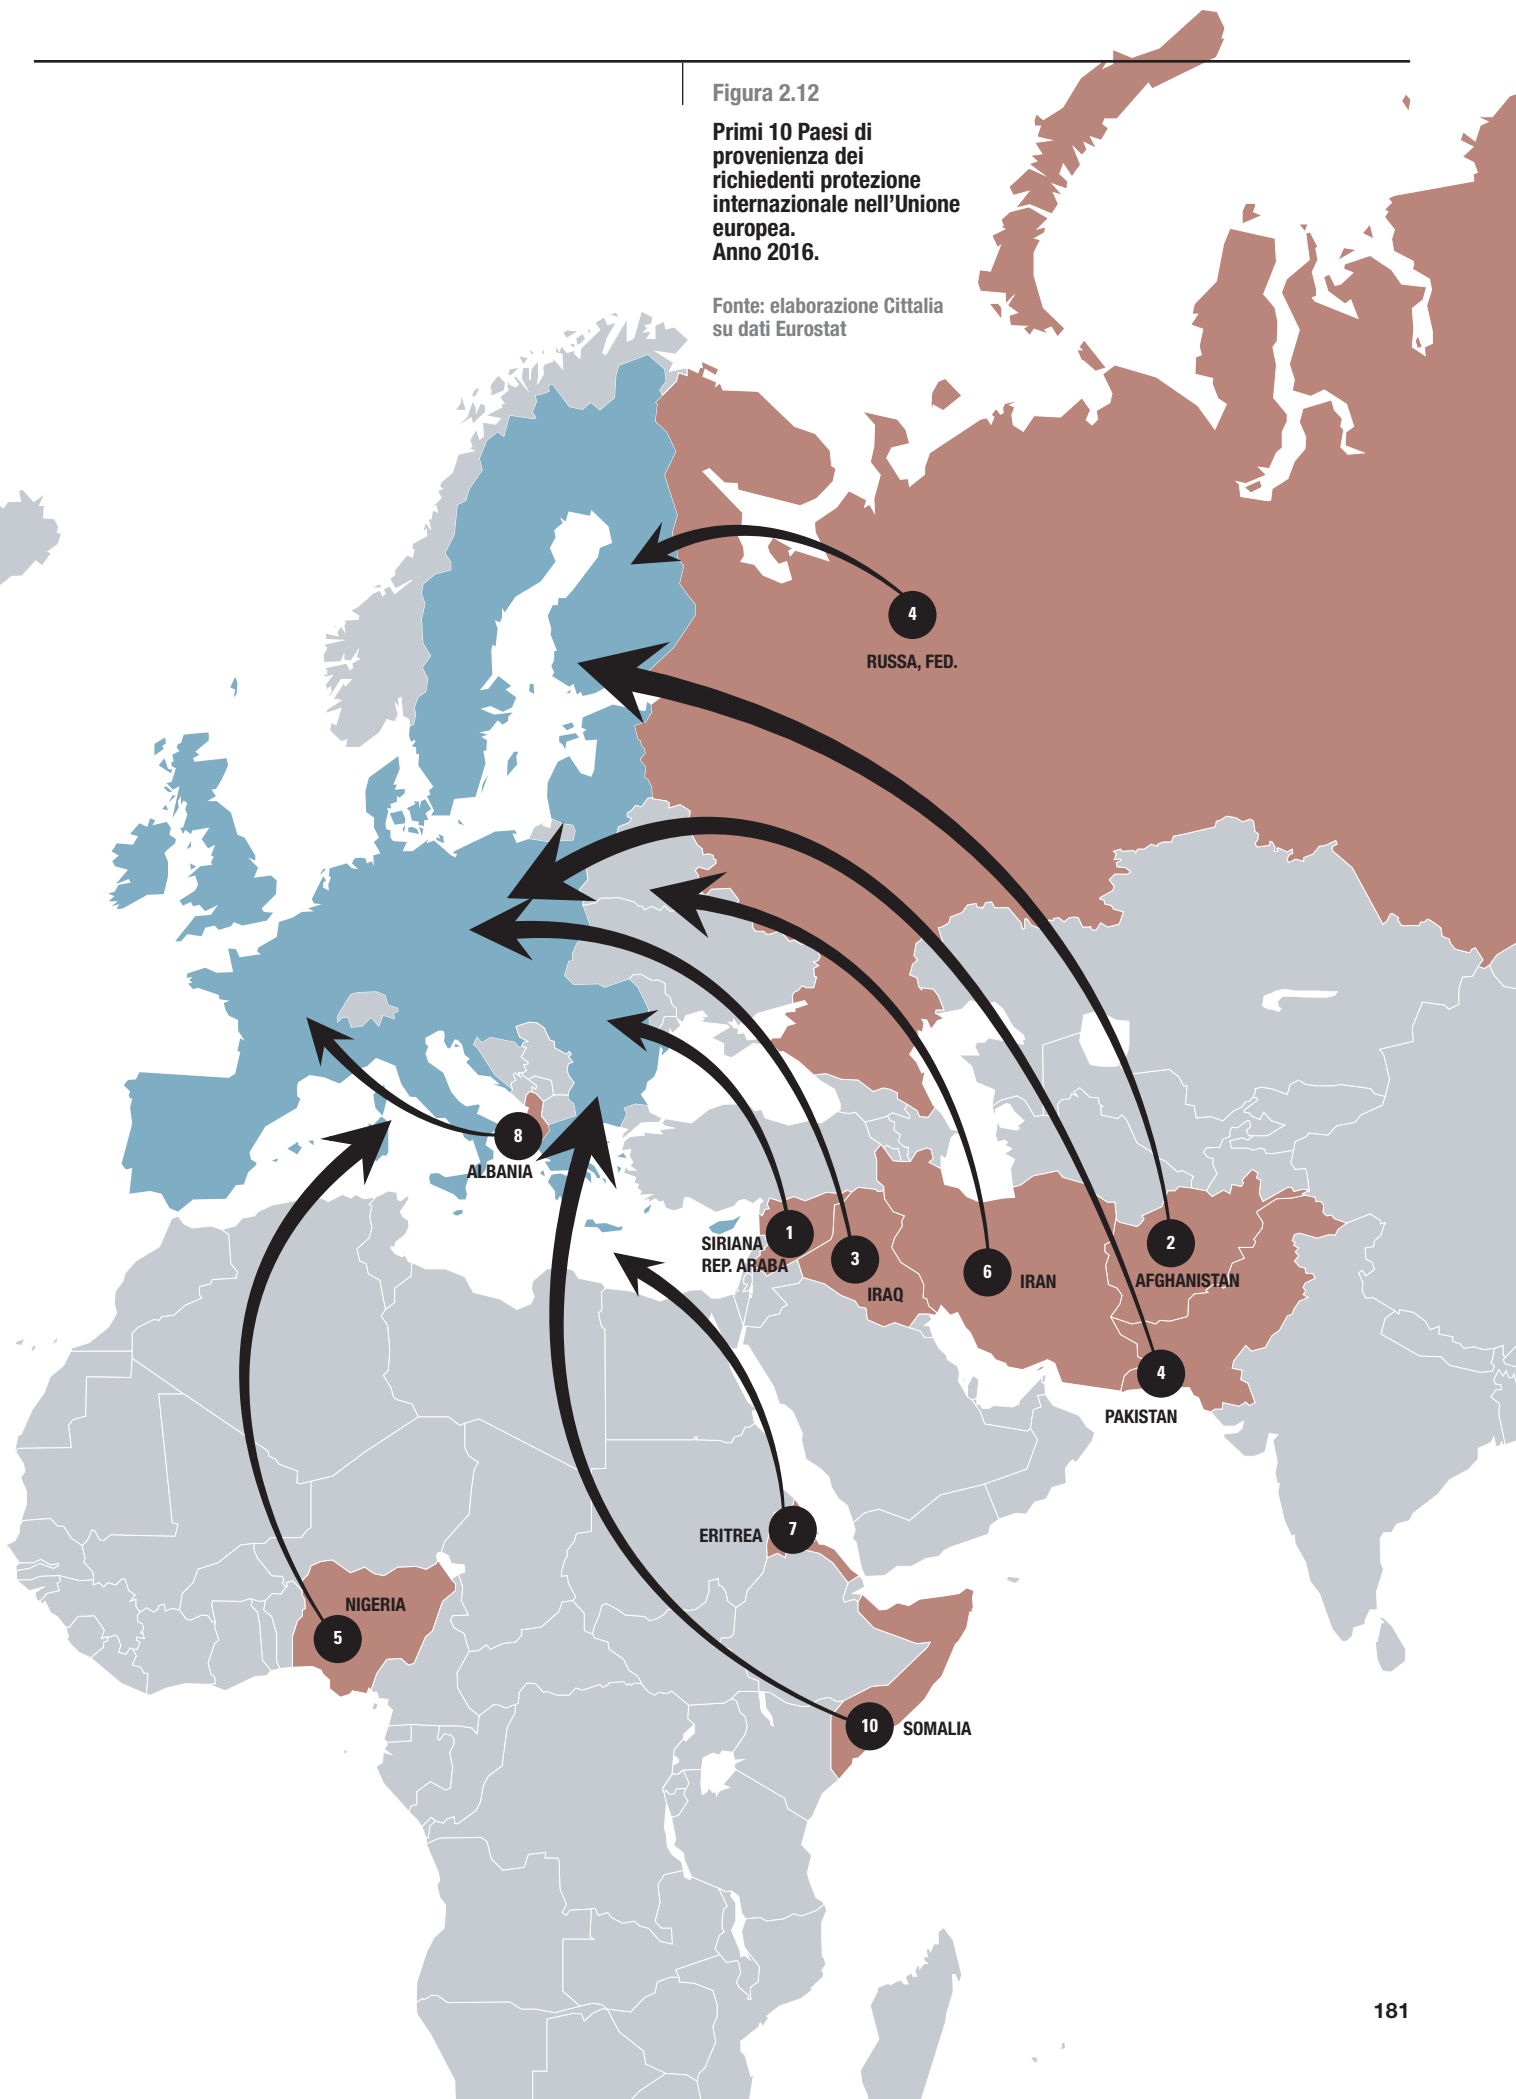 Figura 2.12
Primi 10 Paesi di
provenienza dei
richiedenti protezione
internazionale nell'Unione
europea.
Anno 2016.
Fonte: elaborazione Cittalia
su dati Eurostat
4
RUSSA, FED.
8
ALBANIA
1
SIRIANA
REP. ARABA
3
IRAQ
6
IRAN
2
AFGHANISTAN
4
PAKISTAN
7
ERITREA
NIGERIA
5
10
SOMALIA
181